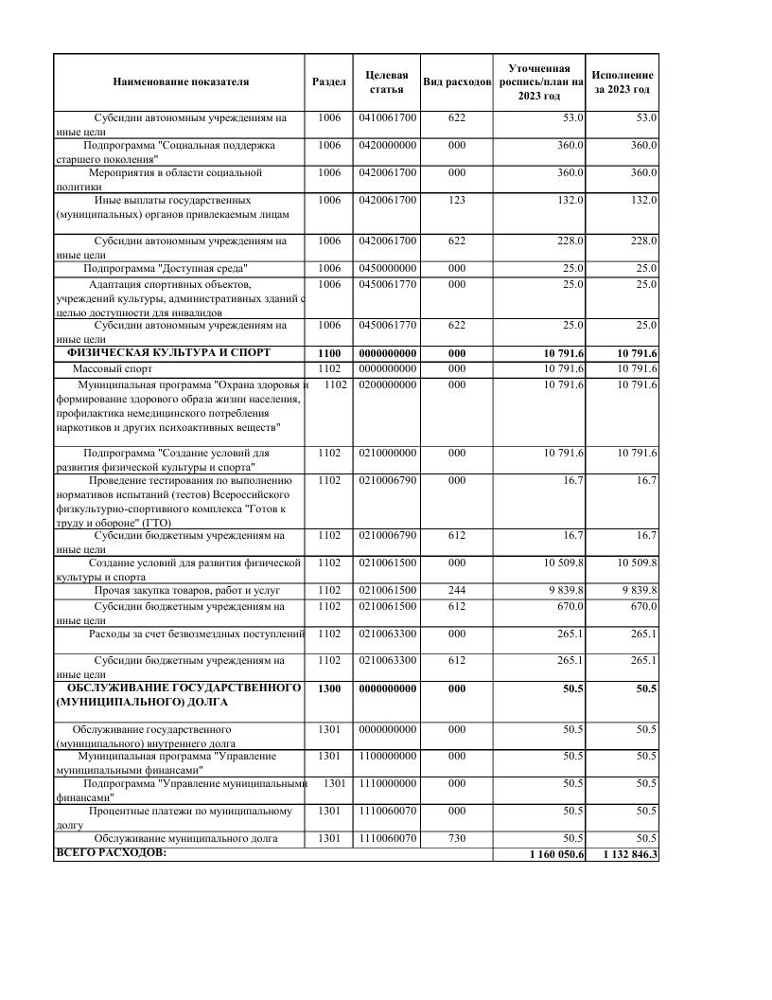 Наименование показателя Раздел Целевая статья Вид расходов Уточненная роспись/план на 2023 год Исполнение за 2023 год
Субсидии автономным учреждениям на 1006 0410061700 622 53.0 53.0
иные цели
Подпрограмма "Социальная поддержка 1006 0420000000 000 360.0 360.0
старшего поколения"
Мероприятия в области социальной 1006 0420061700 000 360.0 360.0
политики
Иные выплаты государственных 1006 0420061700 123 132.0 132.0
(муниципальных) органов привлекаемым лицам
Субсидии автономным учреждениям на 1006 0420061700 622 228.0 228.0
иные цели
Подпрограмма "Доступная среда" 1006 0450000000 000 25.0 25.0
Адаптация спортивных объектов, 1006 0450061770 000 25.0 25.0
учреждений культуры, административных зданий с
целью доступности для инвалидов
Субсидии автономным учреждениям на 1006 0450061770 622 25.0 25.0
иные цели
ФИЗИЧЕСКАЯ КУЛЬТУРА И СПОРТ 1100 0000000000 000 10 791.6 10 791.6
Массовый спорт 1102 0000000000 000 10 791.6 10 791.6
Муниципальная программа "Охрана здоровья и 1102 0200000000 000 10 791.6 10 791.6
формирование здорового образа жизни населения,
профилактика немедицинского потребления
наркотиков и других психоактивных веществ"
Подпрограмма "Создание условий для 1102 0210000000 000 10 791.6 10 791.6
развития физической культуры и спорта"
Проведение тестирования по выполнению 1102 0210006790 000 16.7 16.7
нормативов испытаний (тестов) Всероссийского
физкультурно-спортивного комплекса "Готов к
труду и обороне" (ГТО)
Субсидии бюджетным учреждениям на 1102 0210006790 612 16.7 16.7
иные цели
Создание условий для развития физической 1102 0210061500 000 10 509.8 10 509.8
культуры и спорта
Прочая закупка товаров, работ и услуг 1102 0210061500 244 9 839.8 9 839.8
Субсидии бюджетным учреждениям на 1102 0210061500 612 670.0 670.0
иные цели
Расходы за счет безвозмездных поступлений 1102 0210063300 000 265.1 265.1
Субсидии бюджетным учреждениям на 1102 0210063300 612 265.1 265.1
иные цели
ОБСЛУЖИВАНИЕ ГОСУДАРСТВЕННОГО 1300 0000000000 000 50.5 50.5
(МУНИЦИПАЛЬНОГО) ДОЛГА
Обслуживание государственного 1301 0000000000 000 50.5 50.5
(муниципального) внутреннего долга
Муниципальная программа "Управление 1301 1100000000 000 50.5 50.5
муниципальными финансами"
Подпрограмма "Управление муниципальными 1301 1110000000 000 50.5 50.5
финансами"
Процентные платежи по муниципальному 1301 1110060070 000 50.5 50.5
долгу
Обслуживание муниципального долга 1301 1110060070 730 50.5 50.5
ВСЕГО РАСХОДОВ: 1 160 050.6 1 132 846.3